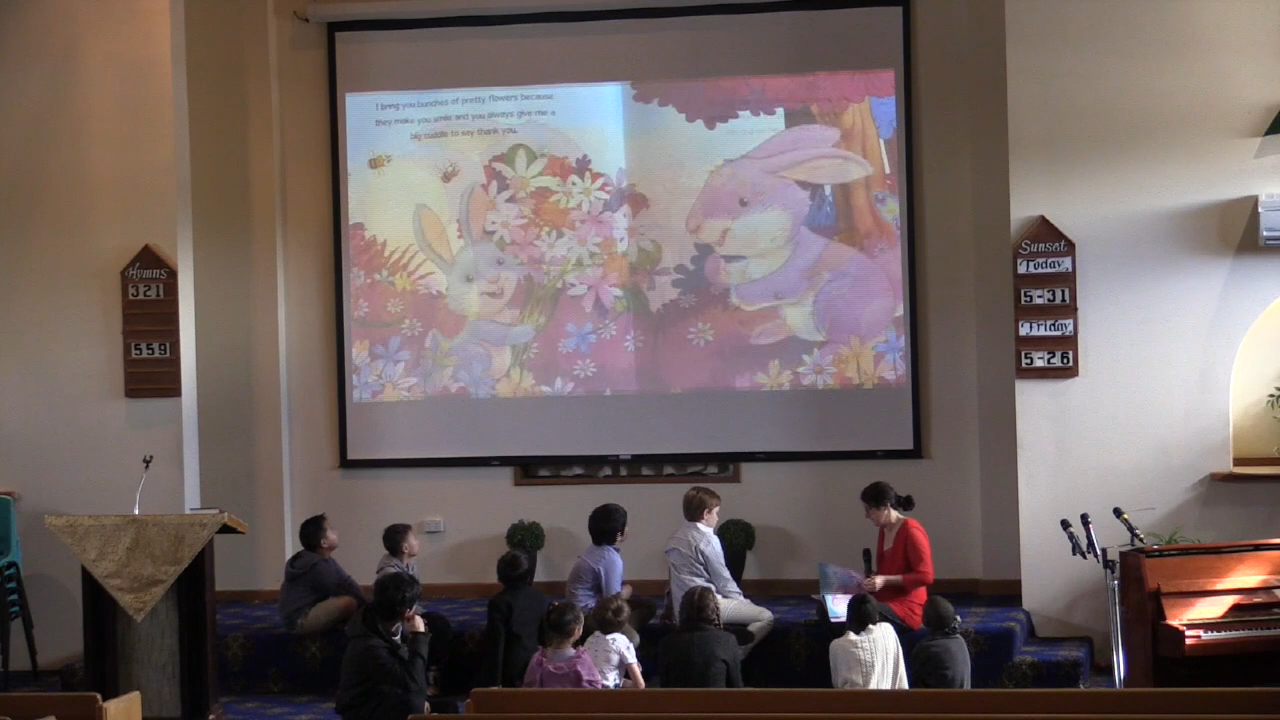 I bring you bunches of pretty flowers because
they make you smile and you always give me a
big cuddle to say thank you.
Hymns
321
559
Sunset
Today,
5-31
Friday,
5-26